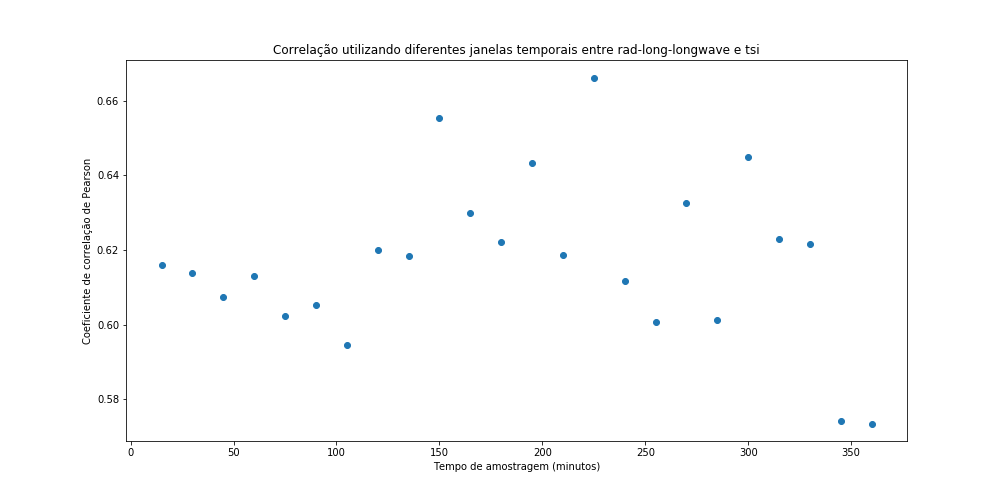 Correlação utilizando diferentes janelas temporais entre rad-long-longwave e tsi
Coeficiente de correlação de Pearson
0.66
0.64
0.62
0.60
0.58
0 50 100 150 200 250 300 350
Tempo de amostragem (minutos)